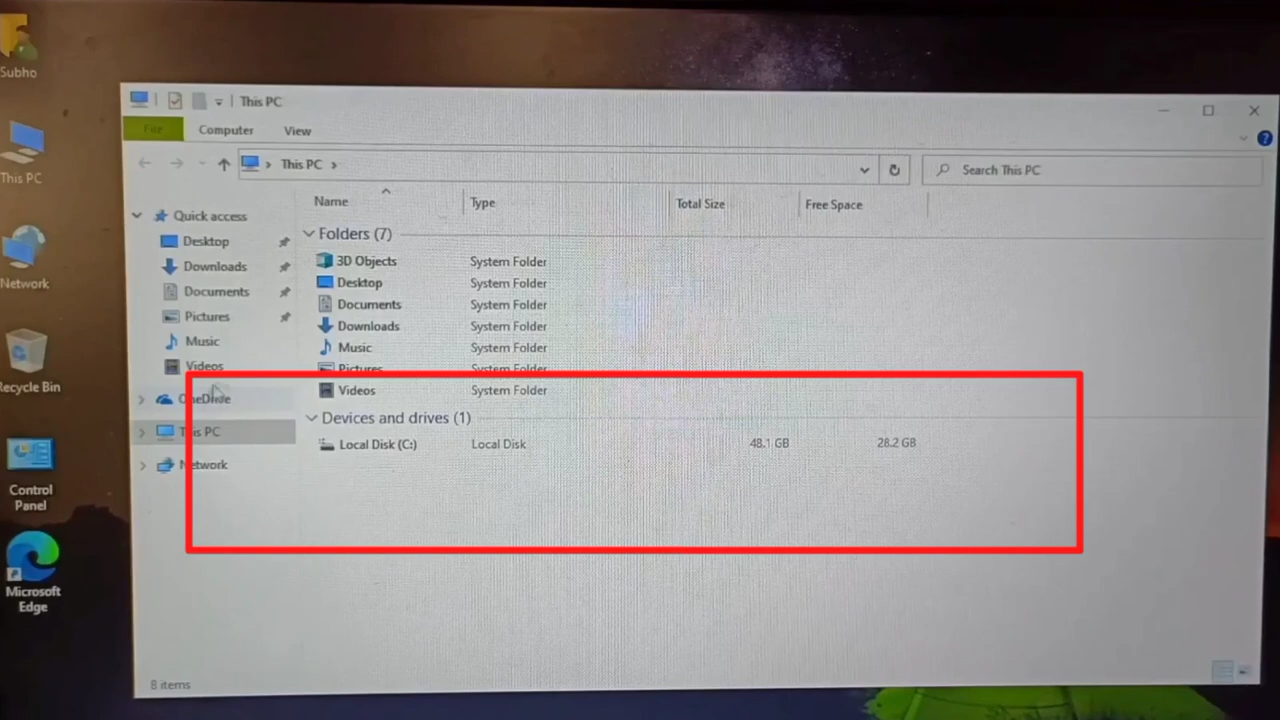 Subho
This PC
Network
Recycle Bin
Control
Panel
Microsoft
Edge
This PC
File
Computer
View
This PC
Search This PC
Quick access
Desktop
Downloads
Documents
Pictures
Music
Videos
OneDrive
This PC
Network
Name Type Total Size Free Space
Folders (7)
3D Objects System Folder
Desktop System Folder
Documents System Folder
Downloads System Folder
Music System Folder
Pictures System Folder
Videos System Folder
Devices and drives (1)
Local Disk (C:) Local Disk 48.1 GB 28.2 GB
8 items